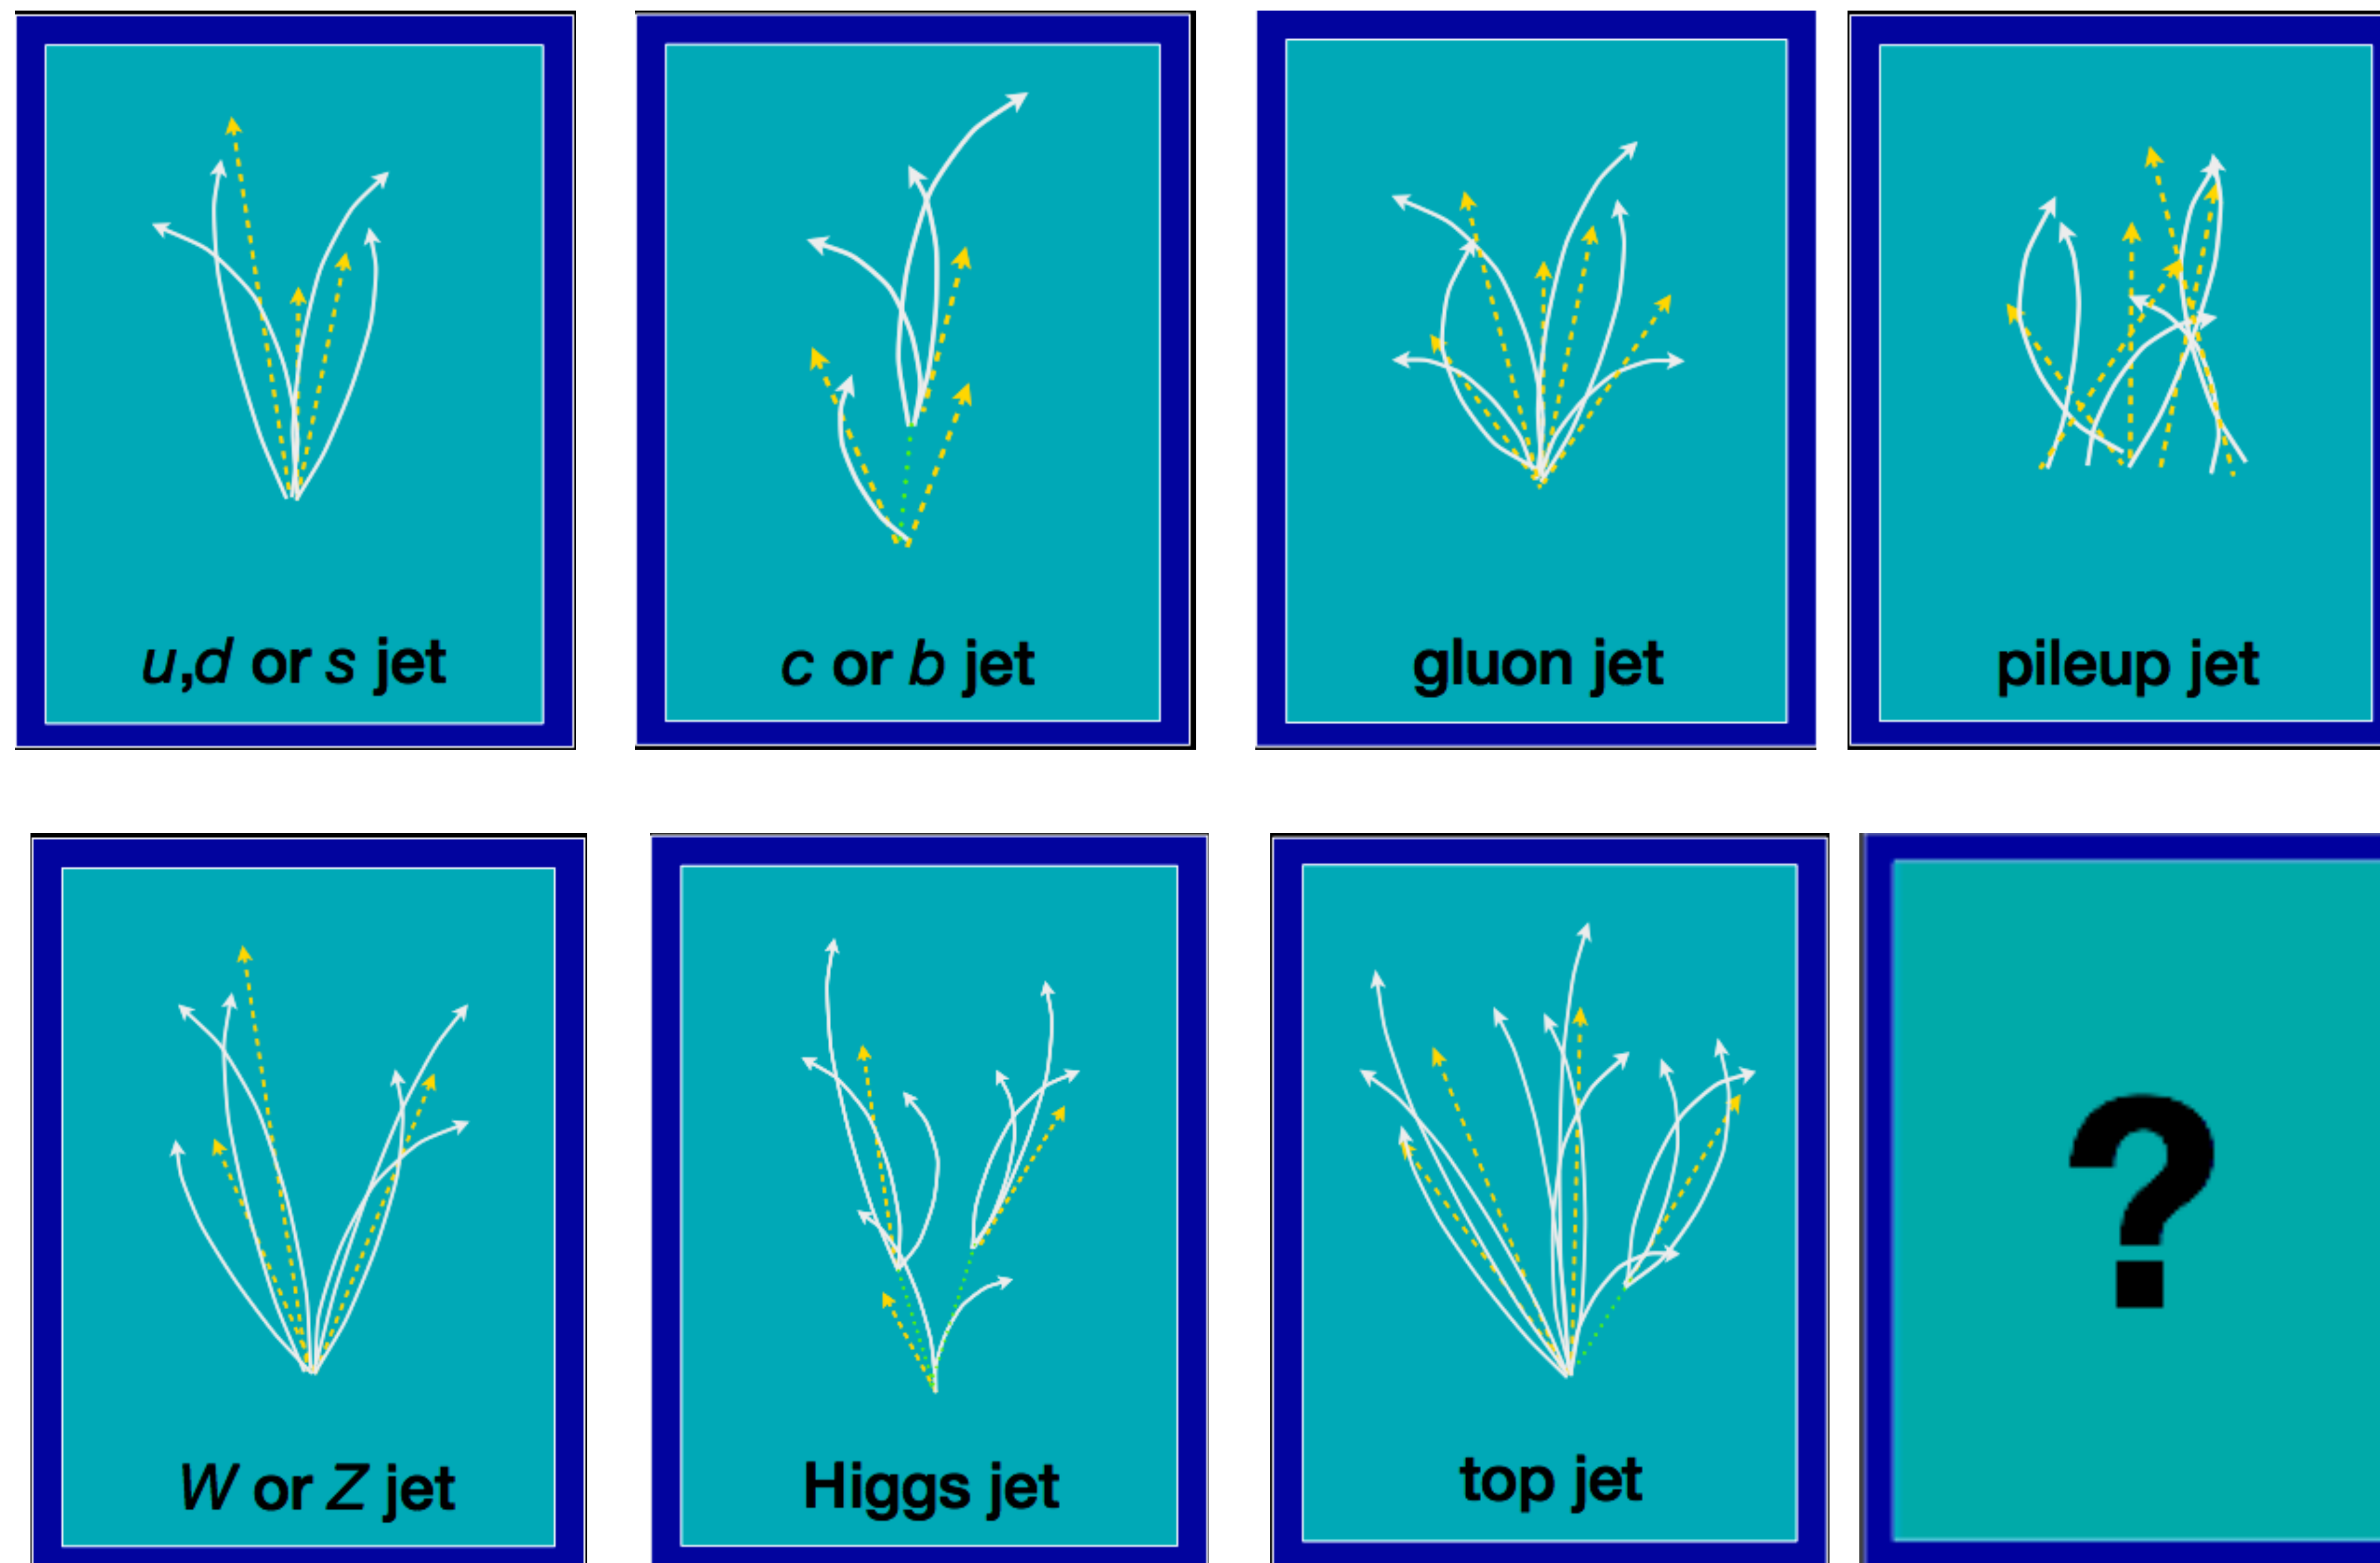 u,d or s jet
c or b jet
gluon jet
pileup jet
W or Z jet
Higgs jet
top jet
?